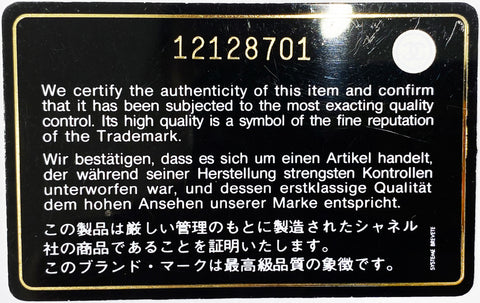 12128701
We certify the authenticity of this item and confirm
that it has been subjected to the most exacting quality
control. Its high quality is a symbol of the fine reputation
of the Trademark.
Wir bestätigen, dass es sich um einen Artikel handelt,
der während seiner Herstellung strengsten Kontrollen
unterworfen war, und dessen erstklassige Qualität
dem hohen Ansehen unserer Marke entspricht.
この製品は厳しい管理のもとに製造されたシャネル
社の商品であることを証明いたします。
このブランド・マークは最高級品質の象徴です。
SYSTEME BREVETE